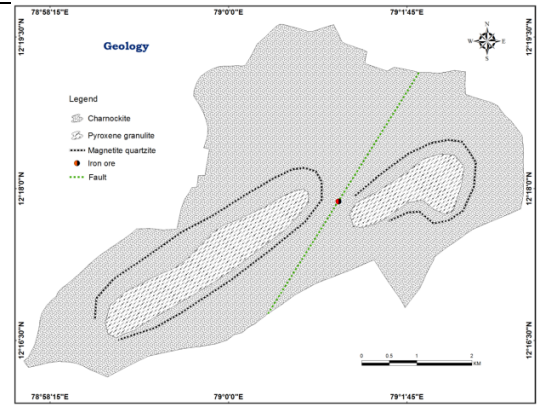 78°58'15"E 79°0'0"E 79°1'45"E
12°19'30"N 12°19'30"N
Geology
N
W E
S
Legend
Charnockite
Pyroxene granulite
Magnetite quartzite
Iron ore
Fault
12°18'0"N 12°18'0"N
12°16'30"N 12°16'30"N
0 0.5 1 2
KM
78°58'15"E 79°0'0"E 79°1'45"E